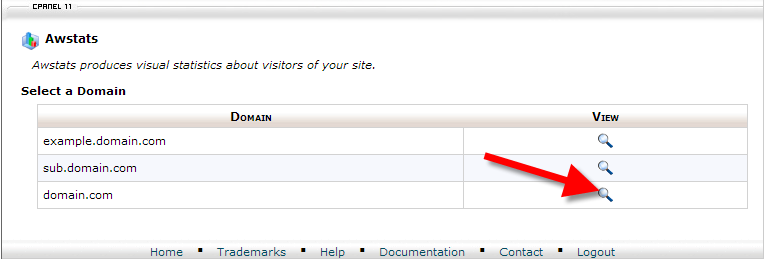 CPANEL 11
Awstats
Awstats produces visual statistics about visitors of your site.
Select a Domain
DOMAIN VIEW
example.domain.com
sub.domain.com
domain.com
Home ▪ Trademarks ▪ Help ▪ Documentation ▪ Contact ▪ Logout